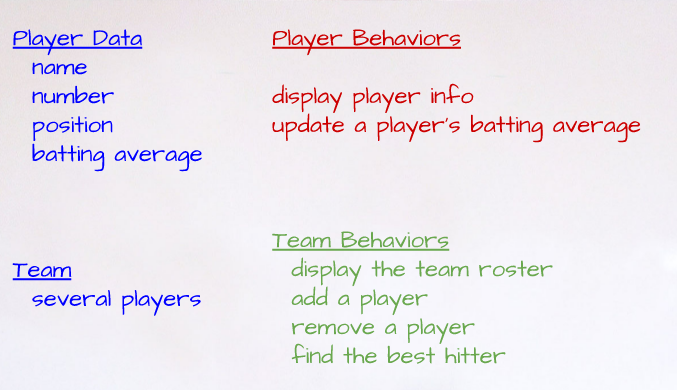 Player Data
name
number
position
batting average
Player Behaviors
display player info
update a player's batting average
Team
several players
Team Behaviors
display the team roster
add a player
remove a player
find the best hitter